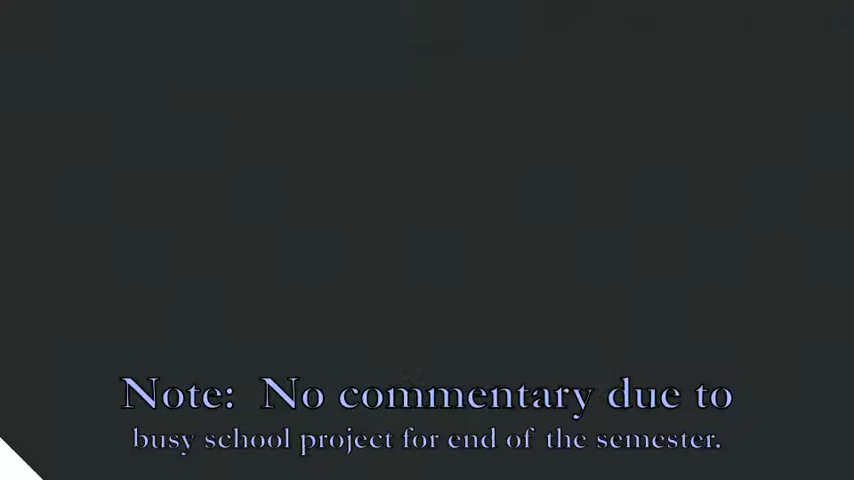 Note:  No commentary due to
busy school project for end of the semester.